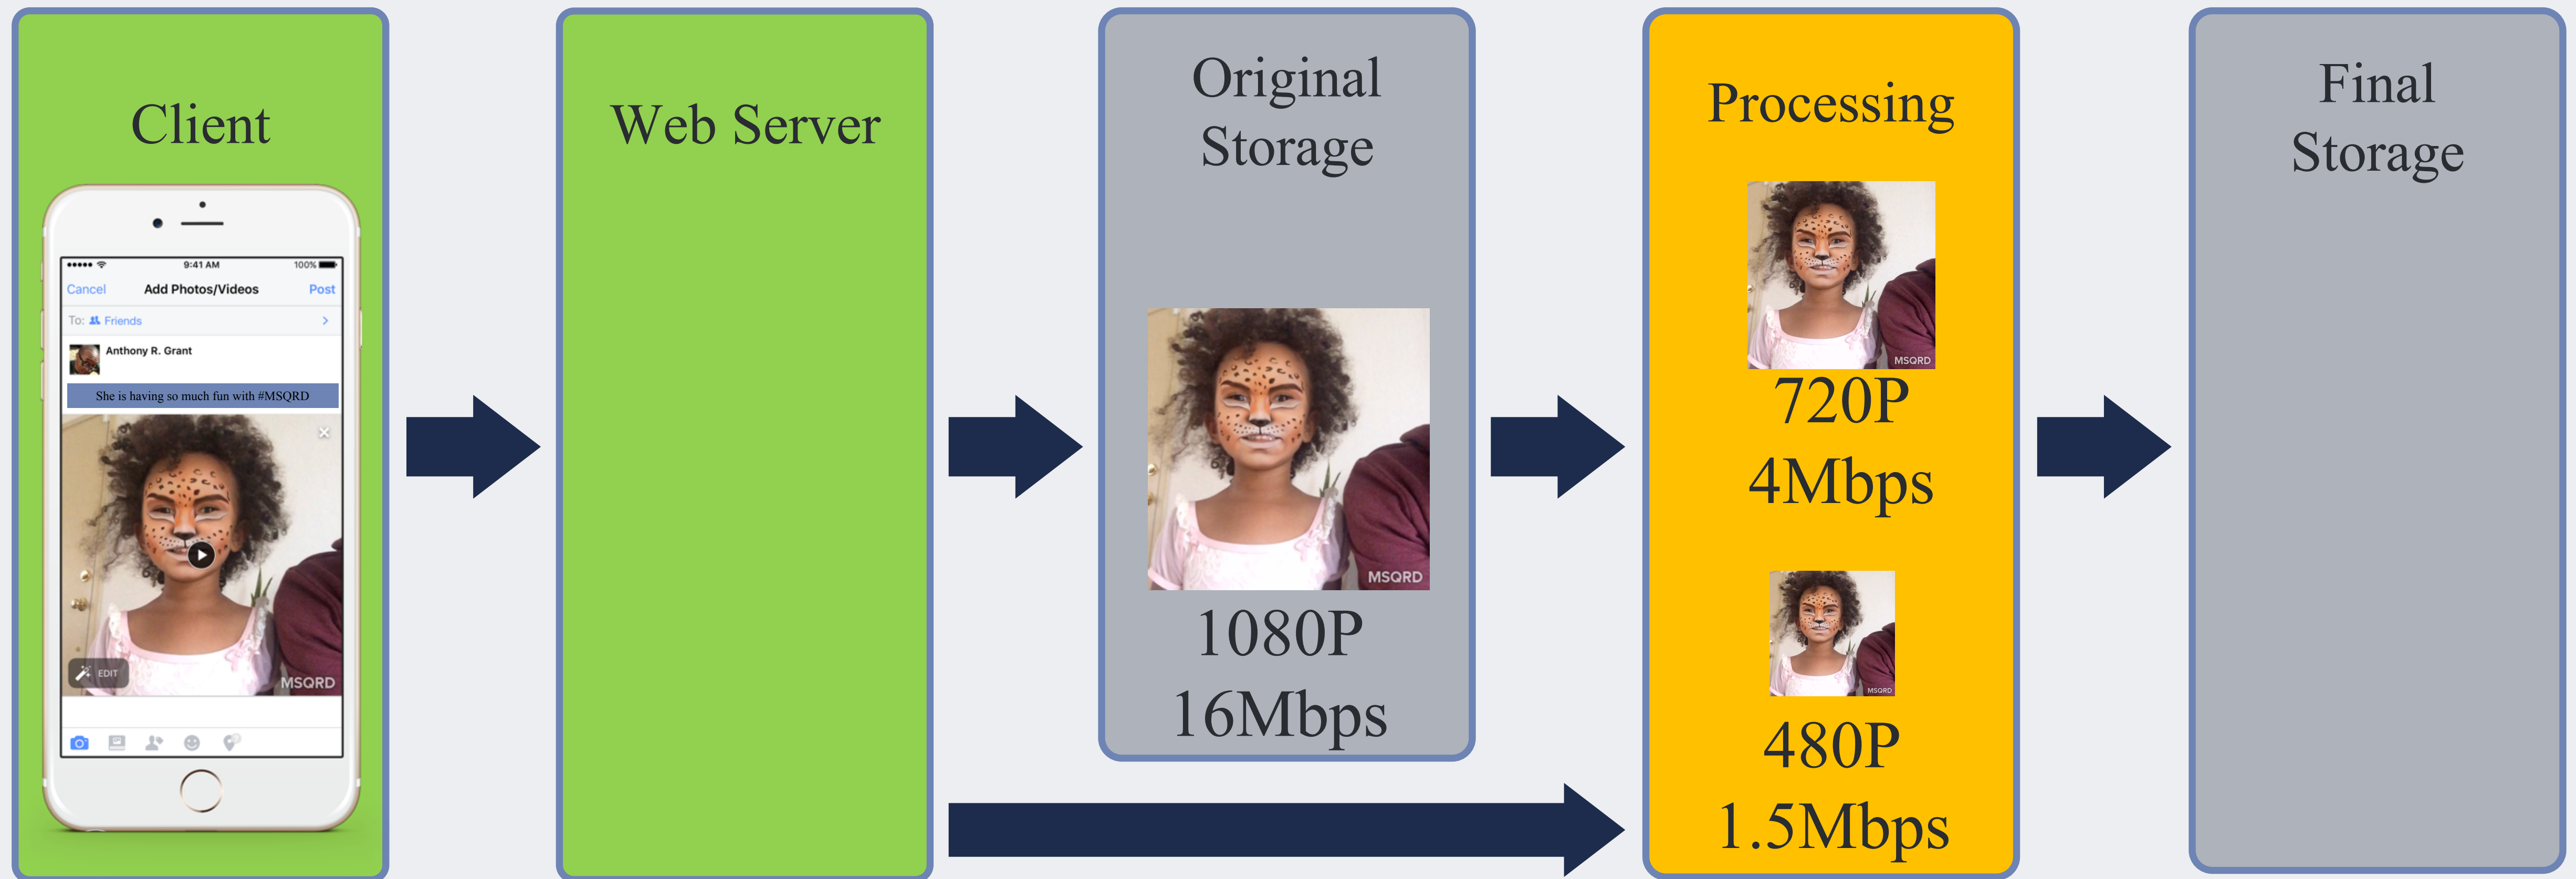 Client
9:41 AM
100%
Cancel
Add Photos/Videos
Post
To:
Friends
Anthony R. Grant
She is having so much fun with #MSQRD
EDIT
MSQRD
Web Server
Original
Storage
MSQRD
1080P
16Mbps
Processing
MSQRD
720P
4Mbps
MSQRD
480P
1.5Mbps
Final
Storage